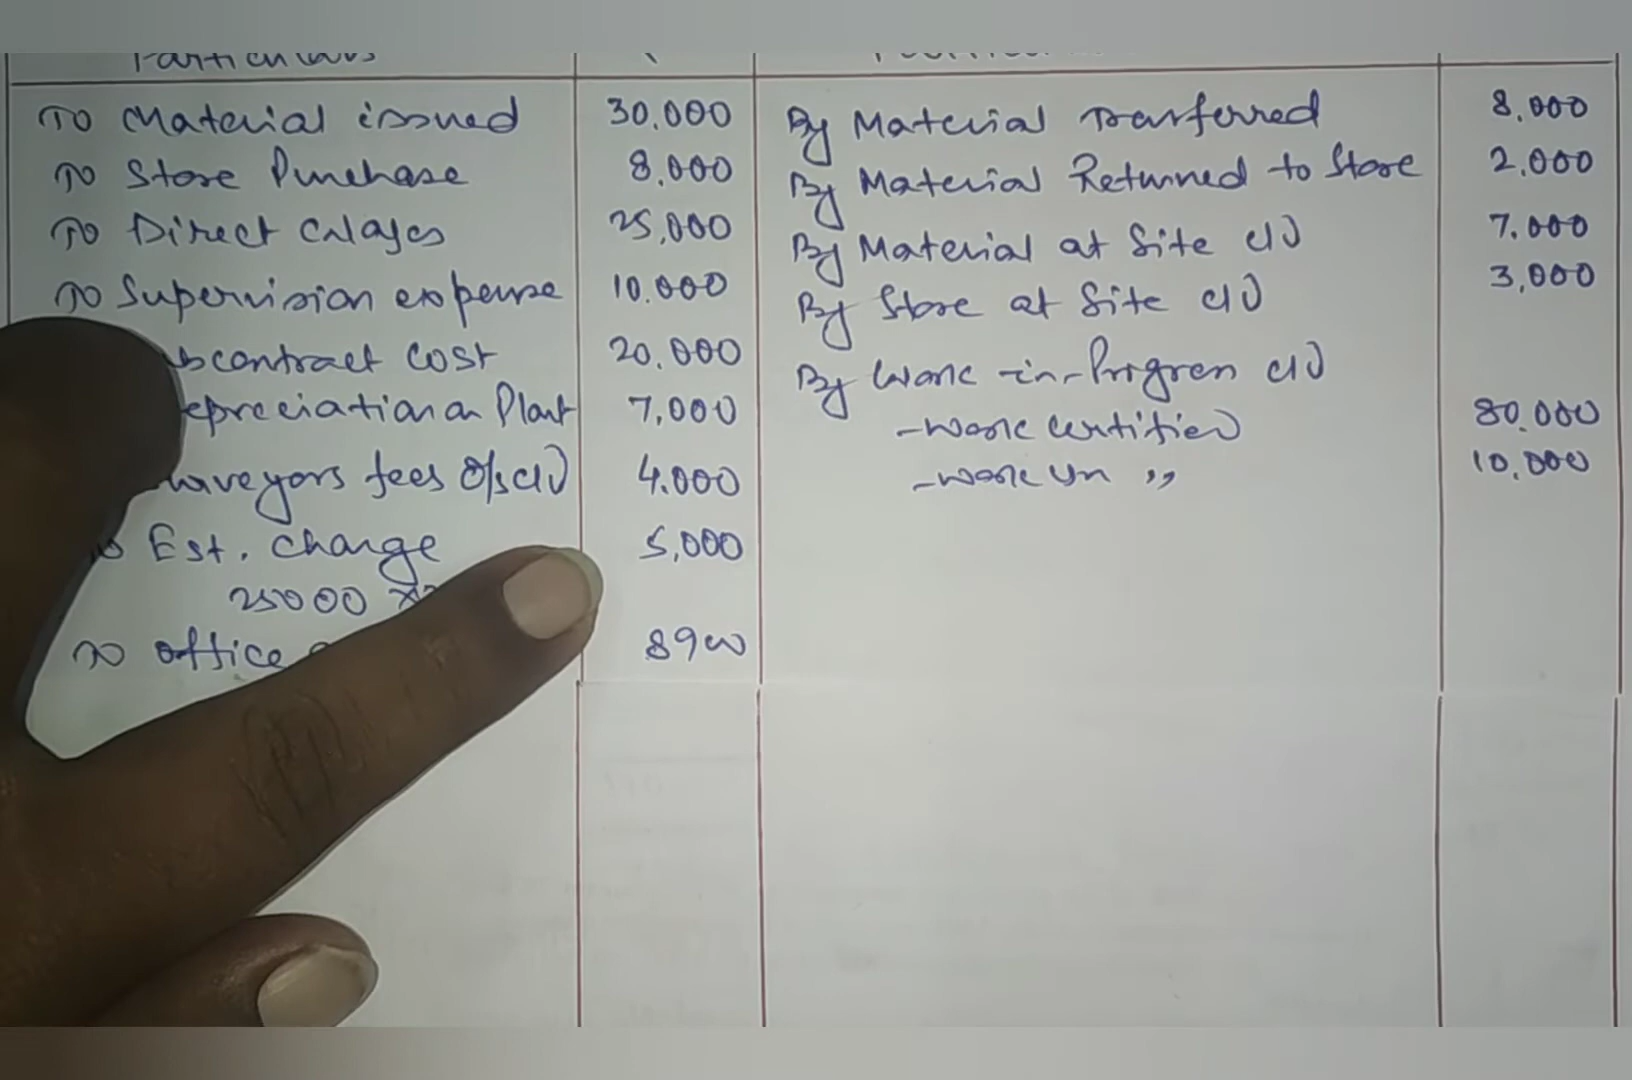 Particulars ₹
To Material issued 30,000 By Material Transferred 8,000
To Store Purchase 8,000 By Material Returned to Store 2,000
To Direct Wages 25,000 By Material at Site c/d 7,000
To Supervision expense 10,000 By Store at Site c/d 3,000
bcontract Cost 20,000 By Work-in-Progress c/d
epreciation on Plant 7,000 -Work Certified 80,000
urveyors fees O/s c/d 4,000 -Work Un ,, 10,000
Est. Charge 5,000
25000 ×
To office 8900